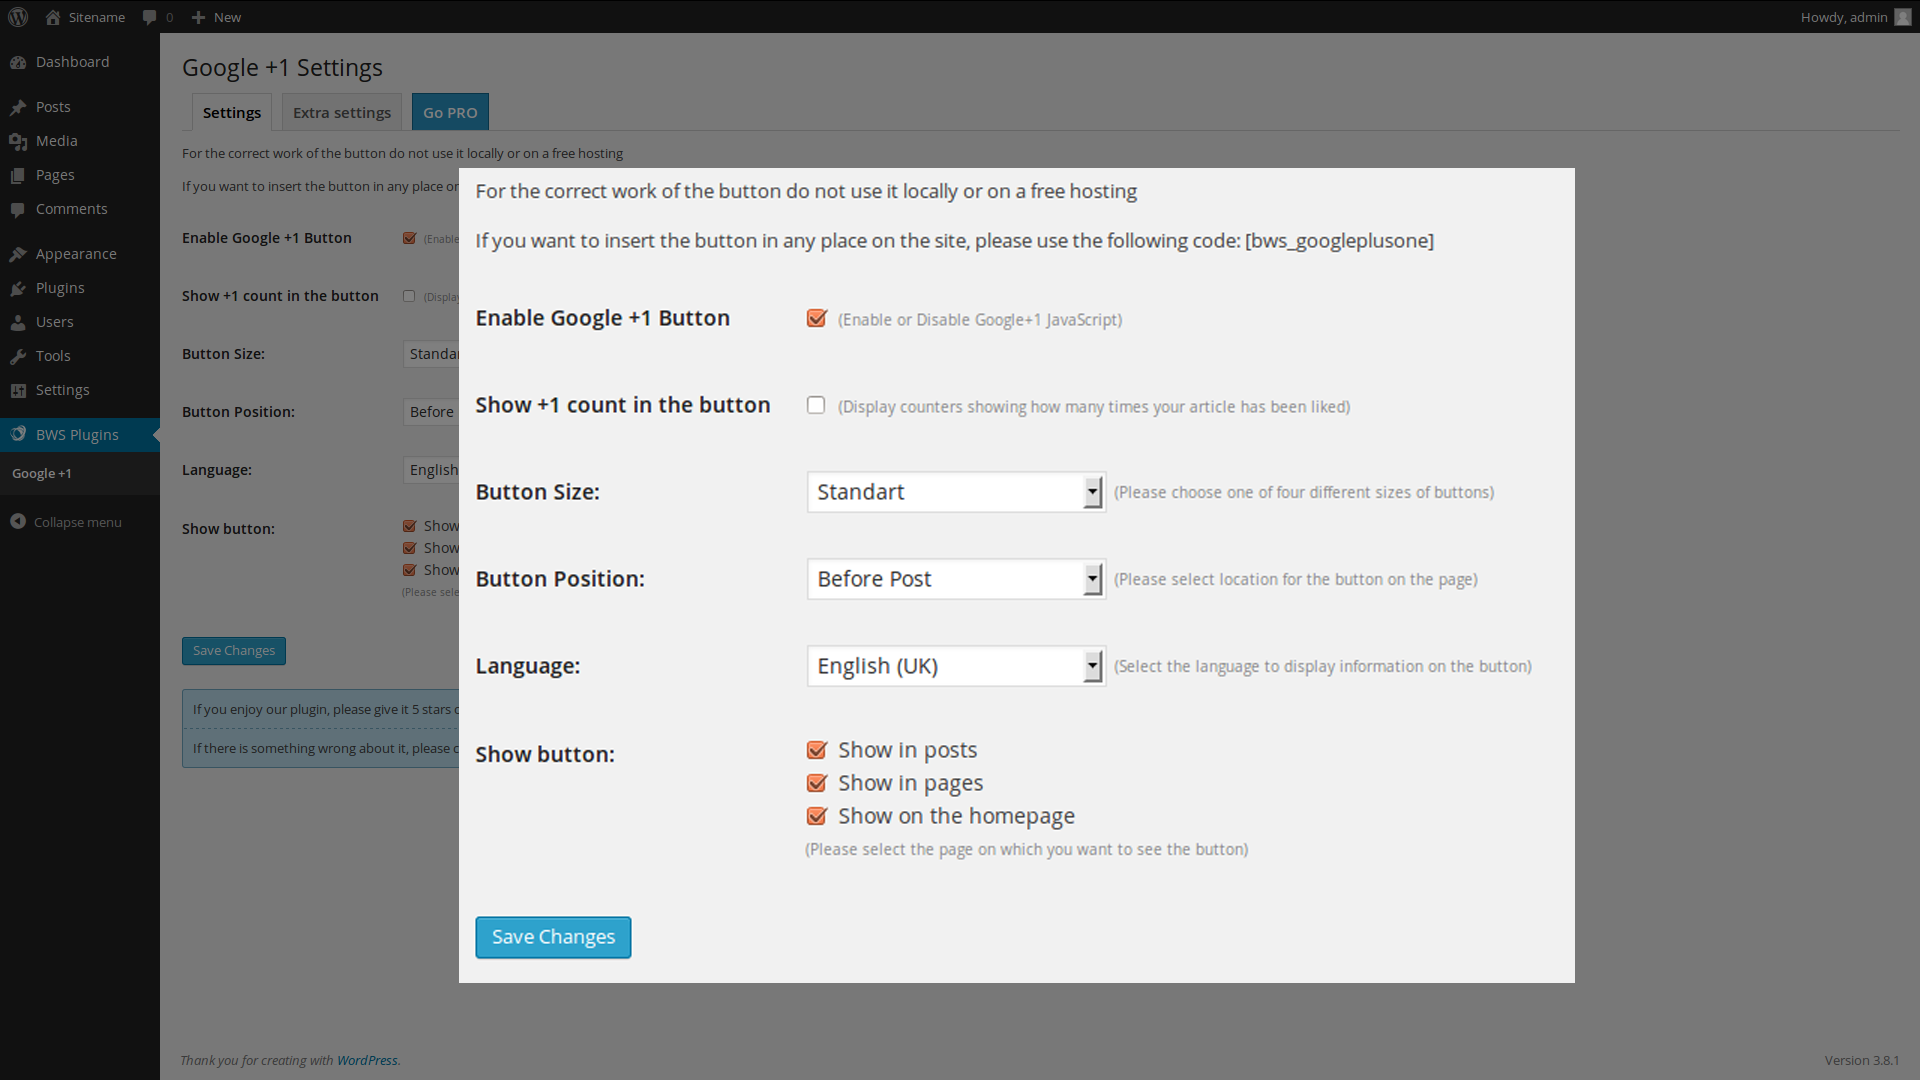 Sitename 0 New Howdy, admin
Dashboard
Posts
Media
Pages
Comments
Appearance
Plugins
Users
Tools
Settings
BWS Plugins
Google +1
Collapse menu
Google +1 Settings
Settings Extra settings Go PRO
For the correct work of the button do not use it locally or on a free hosting
If you want to insert the button in any place or
Enable Google +1 Button (Enable
Show +1 count in the button (Displa
Button Size: Standar
Button Position: Before
Language: English
Show button: Show
Show
Show
(Please sele
Save Changes
If you enjoy our plugin, please give it 5 stars o
If there is something wrong about it, please c
For the correct work of the button do not use it locally or on a free hosting
If you want to insert the button in any place on the site, please use the following code: [bws_googleplusone]
Enable Google +1 Button (Enable or Disable Google+1 JavaScript)
Show +1 count in the button (Display counters showing how many times your article has been liked)
Button Size: Standart (Please choose one of four different sizes of buttons)
Button Position: Before Post (Please select location for the button on the page)
Language: English (UK) (Select the language to display information on the button)
Show button: Show in posts
Show in pages
Show on the homepage
(Please select the page on which you want to see the button)
Save Changes
Thank you for creating with WordPress. Version 3.8.1